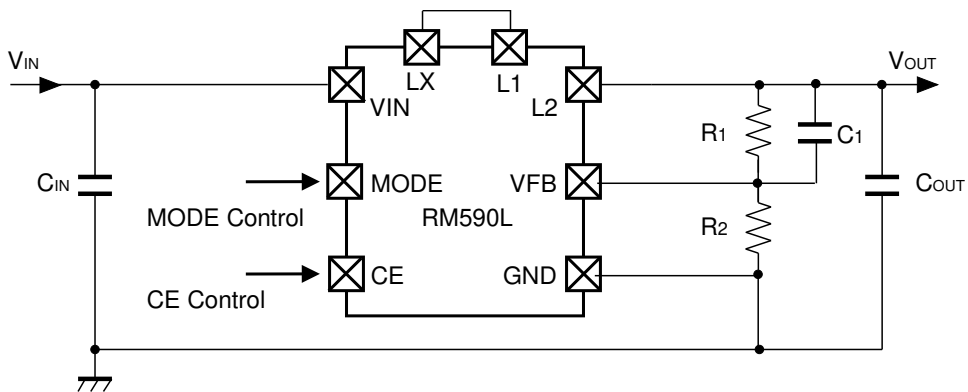 VIN
LX
L1
VOUT
VIN
L2
R1
C1
CIN
MODE
VFB
COUT
MODE Control
RM590L
R2
CE
GND
CE Control